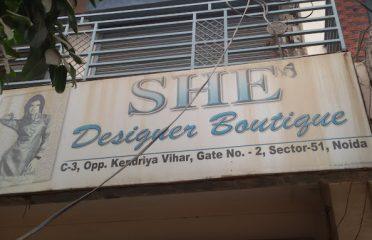 SHE
Designer Boutique
C-3, Opp. Kendriya Vihar, Gate No. - 2, Sector-51, Noida